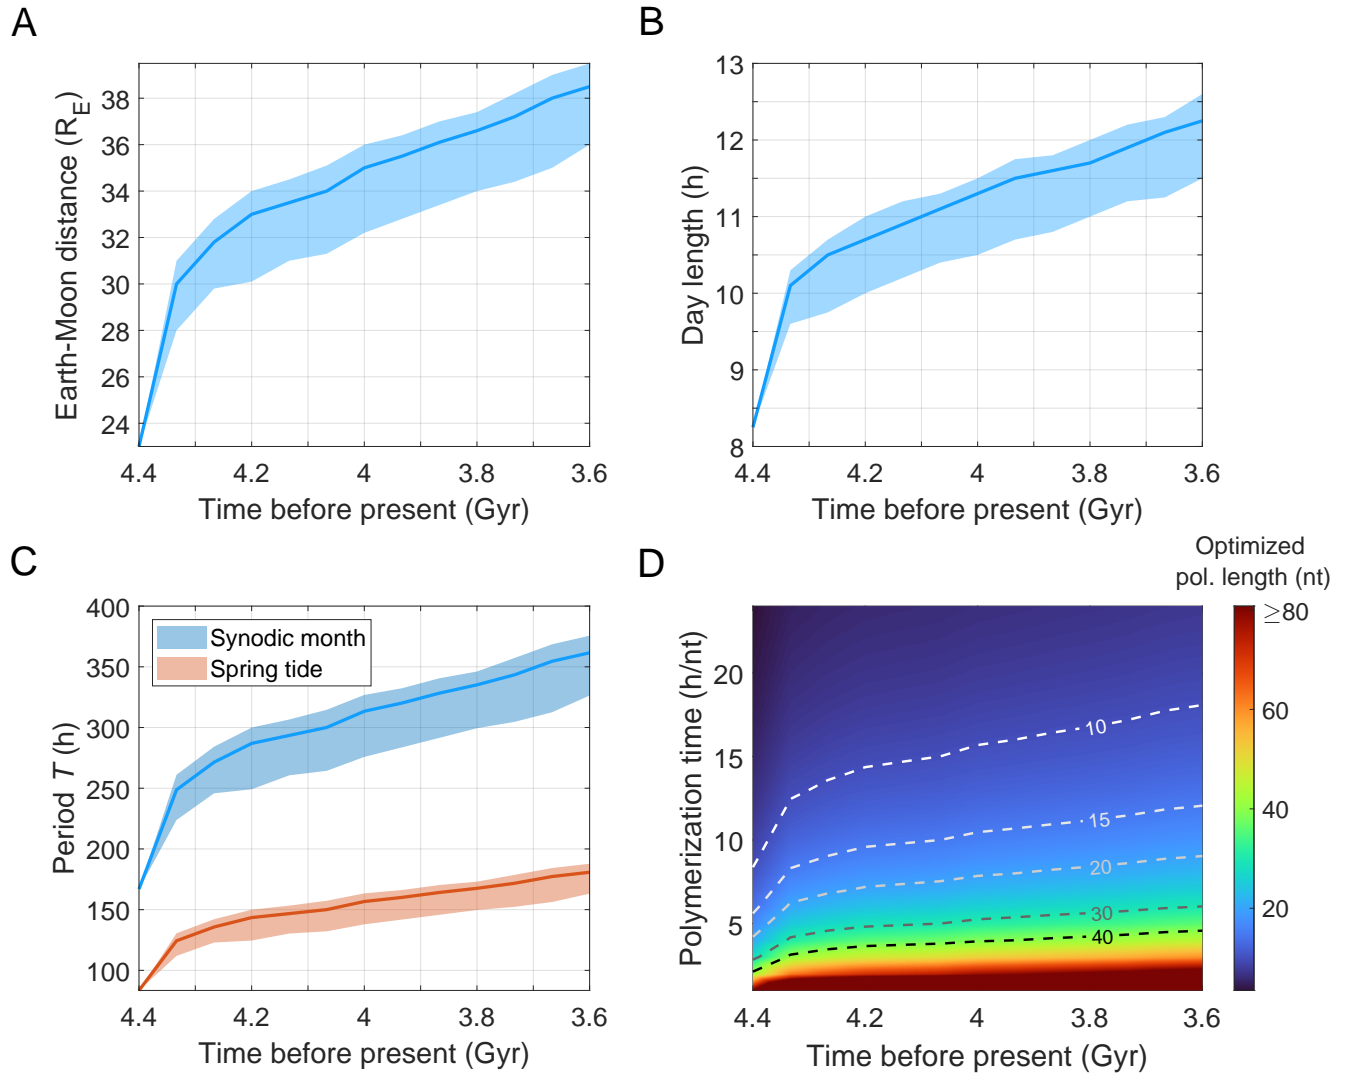 A
Earth-Moon distance (R_E)
38
36
34
32
30
28
26
24
4.4 4.2 4 3.8 3.6
Time before present (Gyr)
B
Day length (h)
13
12
11
10
9
8
4.4 4.2 4 3.8 3.6
Time before present (Gyr)
C
Period T (h)
400
350
300
250
200
150
100
Synodic month
Spring tide
4.4 4.2 4 3.8 3.6
Time before present (Gyr)
D
Optimized
pol. length (nt)
Polymerization time (h/nt)
20
15
10
5
10
15
20
30
40
≥80
60
40
20
4.4 4.2 4 3.8 3.6
Time before present (Gyr)